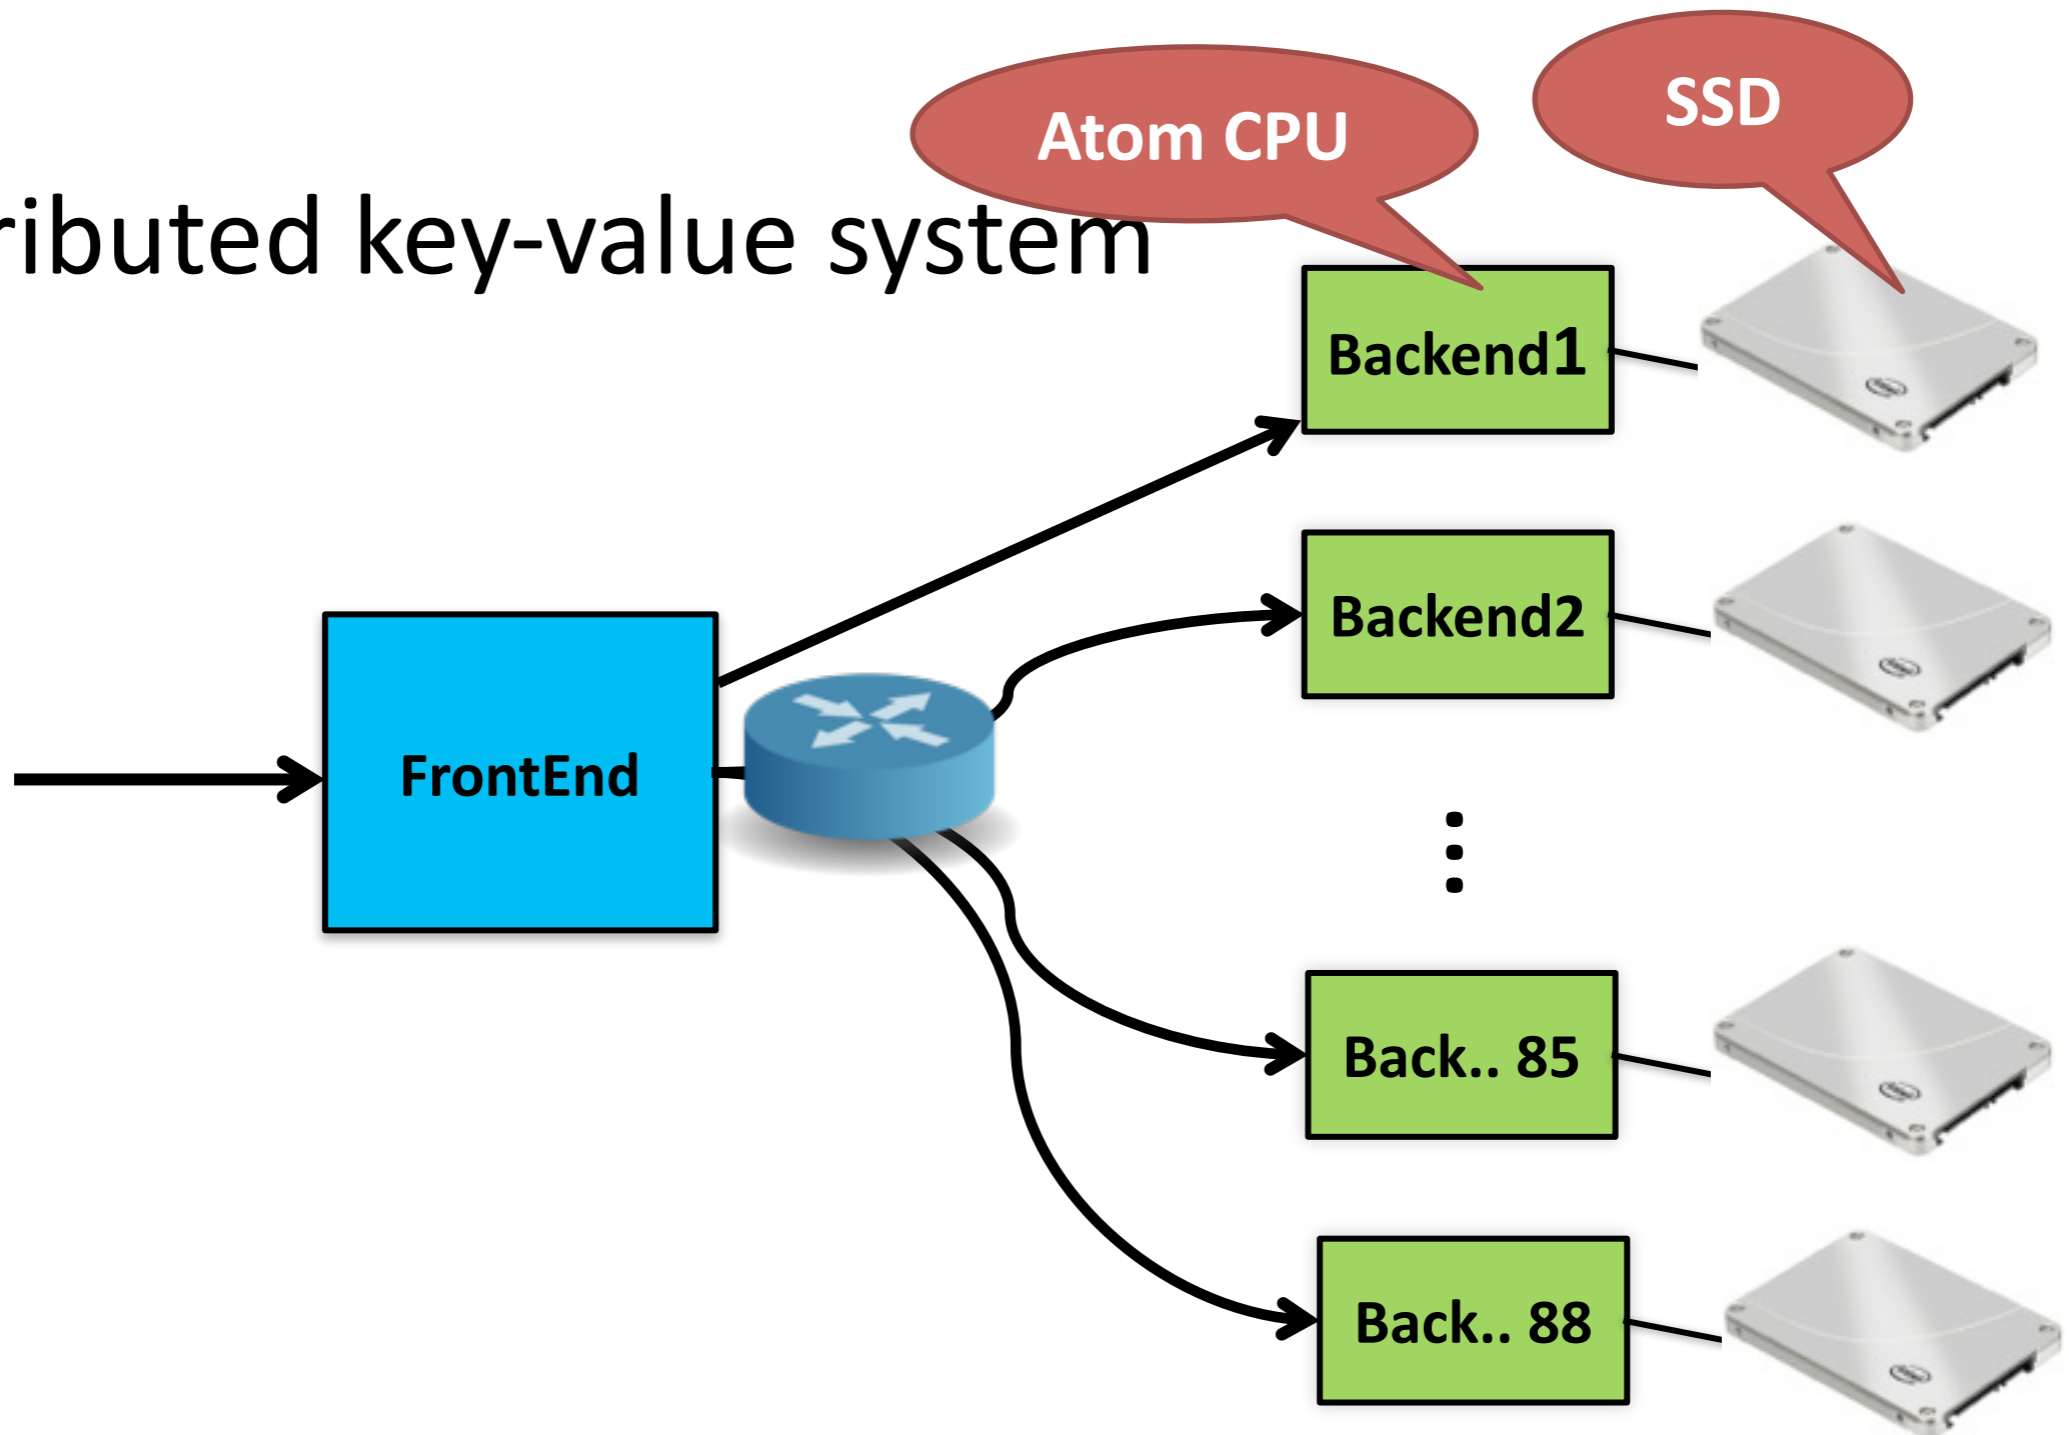 Atom CPU
SSD
ributed key-value system
Backend1
Backend2
FrontEnd
Back.. 85
Back.. 88